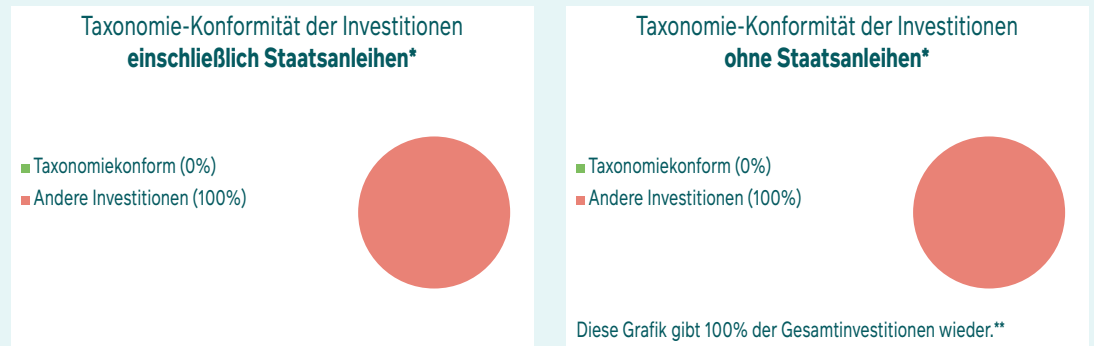 Taxonomie-Konformität der Investitionen
einschließlich Staatsanleihen*
Taxonomiekonform (0%)
Andere Investitionen (100%)
Taxonomie-Konformität der Investitionen
ohne Staatsanleihen*
Taxonomiekonform (0%)
Andere Investitionen (100%)
Diese Grafik gibt 100% der Gesamtinvestitionen wieder.**